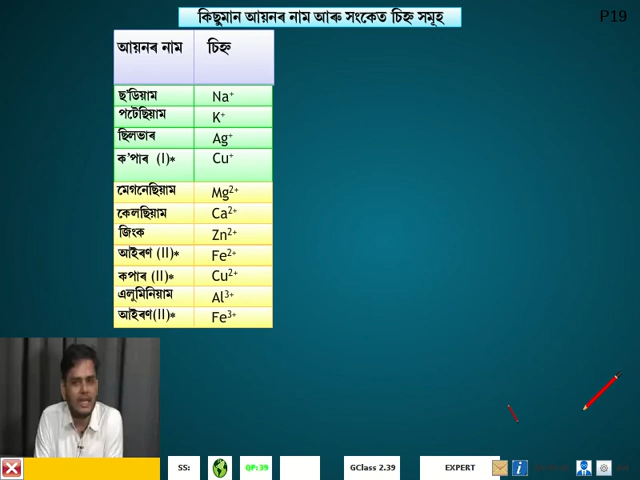 কিছুমান আয়নৰ নাম আৰু সংকেত চিহ্ন সমূহ
P19
আয়নৰ নাম চিহ্ন
ছ'ডিয়াম Na⁺
পটেছিয়াম K⁺
ছিলভাৰ Ag⁺
ক'পাৰ (I)* Cu⁺
মেগনেছিয়াম Mg²⁺
কেলছিয়াম Ca²⁺
জিংক Zn²⁺
আইৰণ (II)* Fe²⁺
কপাৰ (II)* Cu²⁺
এলুমিনিয়াম Al³⁺
আইৰণ(II)* Fe³⁺
SS: QP:39 GClass 2.39 EXPERT